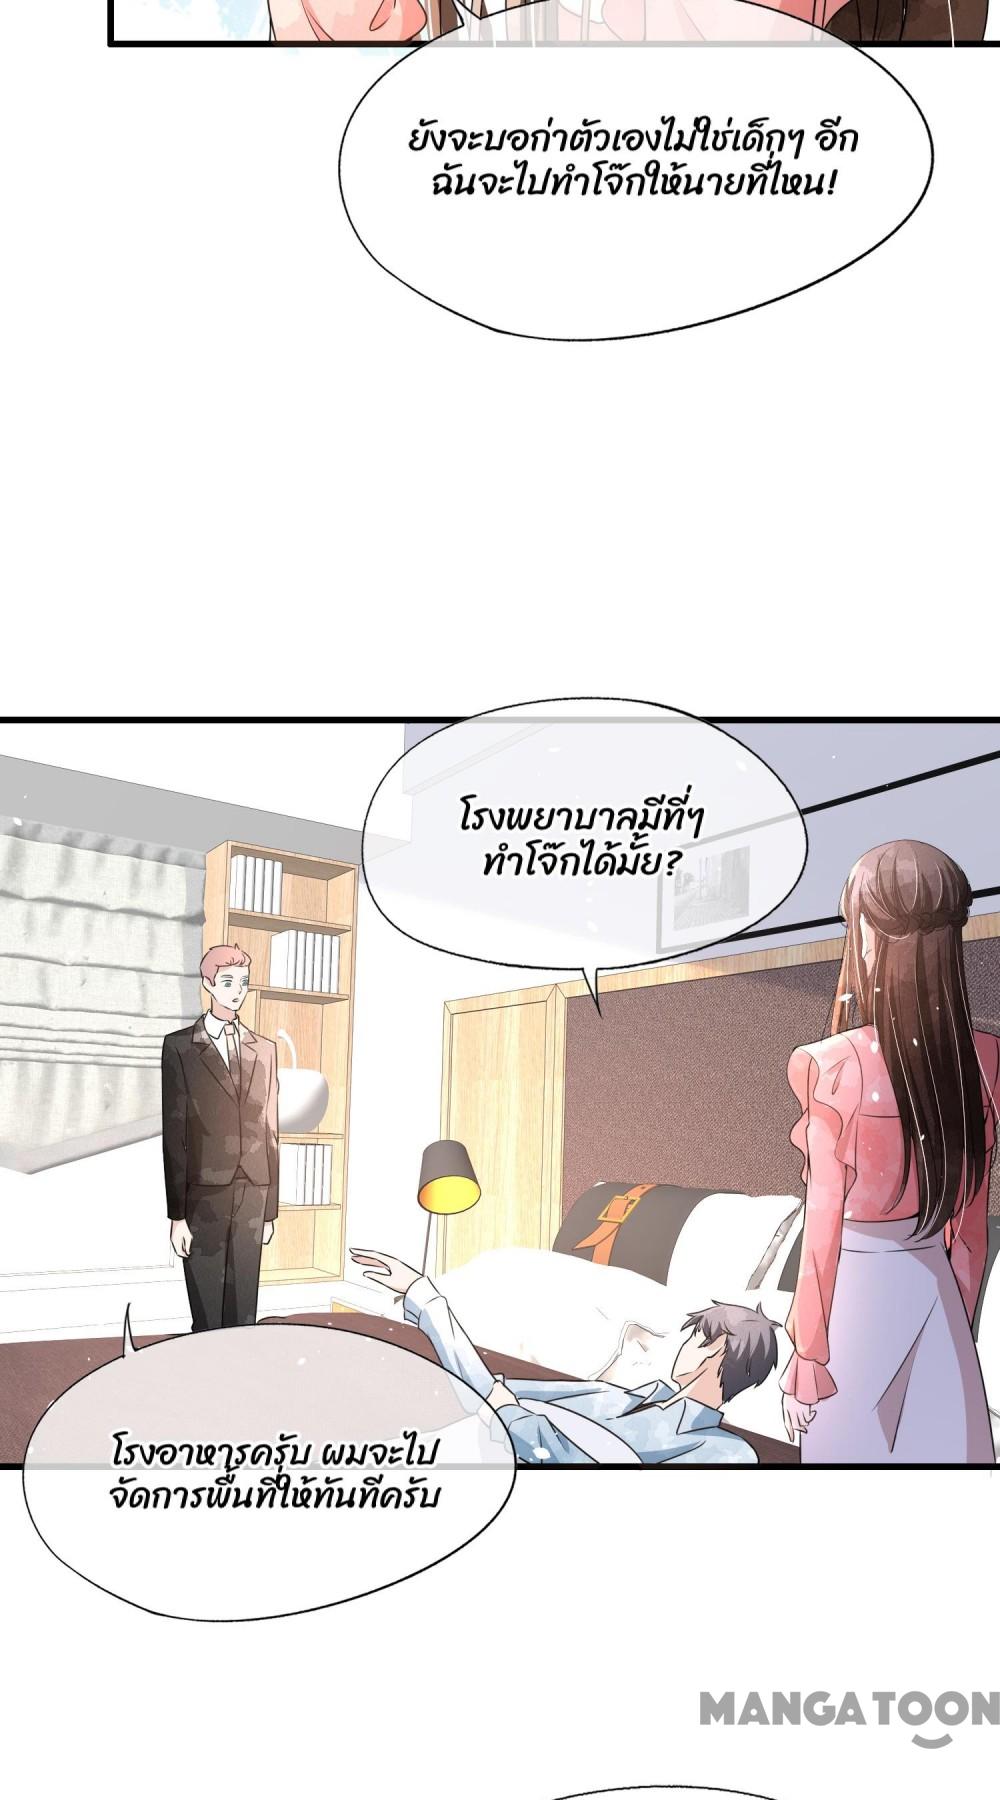 ยังจะบอก่าตัวเองไม่ใช่เด็กๆ อีก
ฉันจะไปทำโจ๊กให้นายที่ไหน!
โรงพยาบาลมีที่ๆ
ทำโจ๊กได้มั้ย?
โรงอาหารครับ ผมจะไป
จัดการพื้นที่ให้ทันทีครับ
MANGATOON